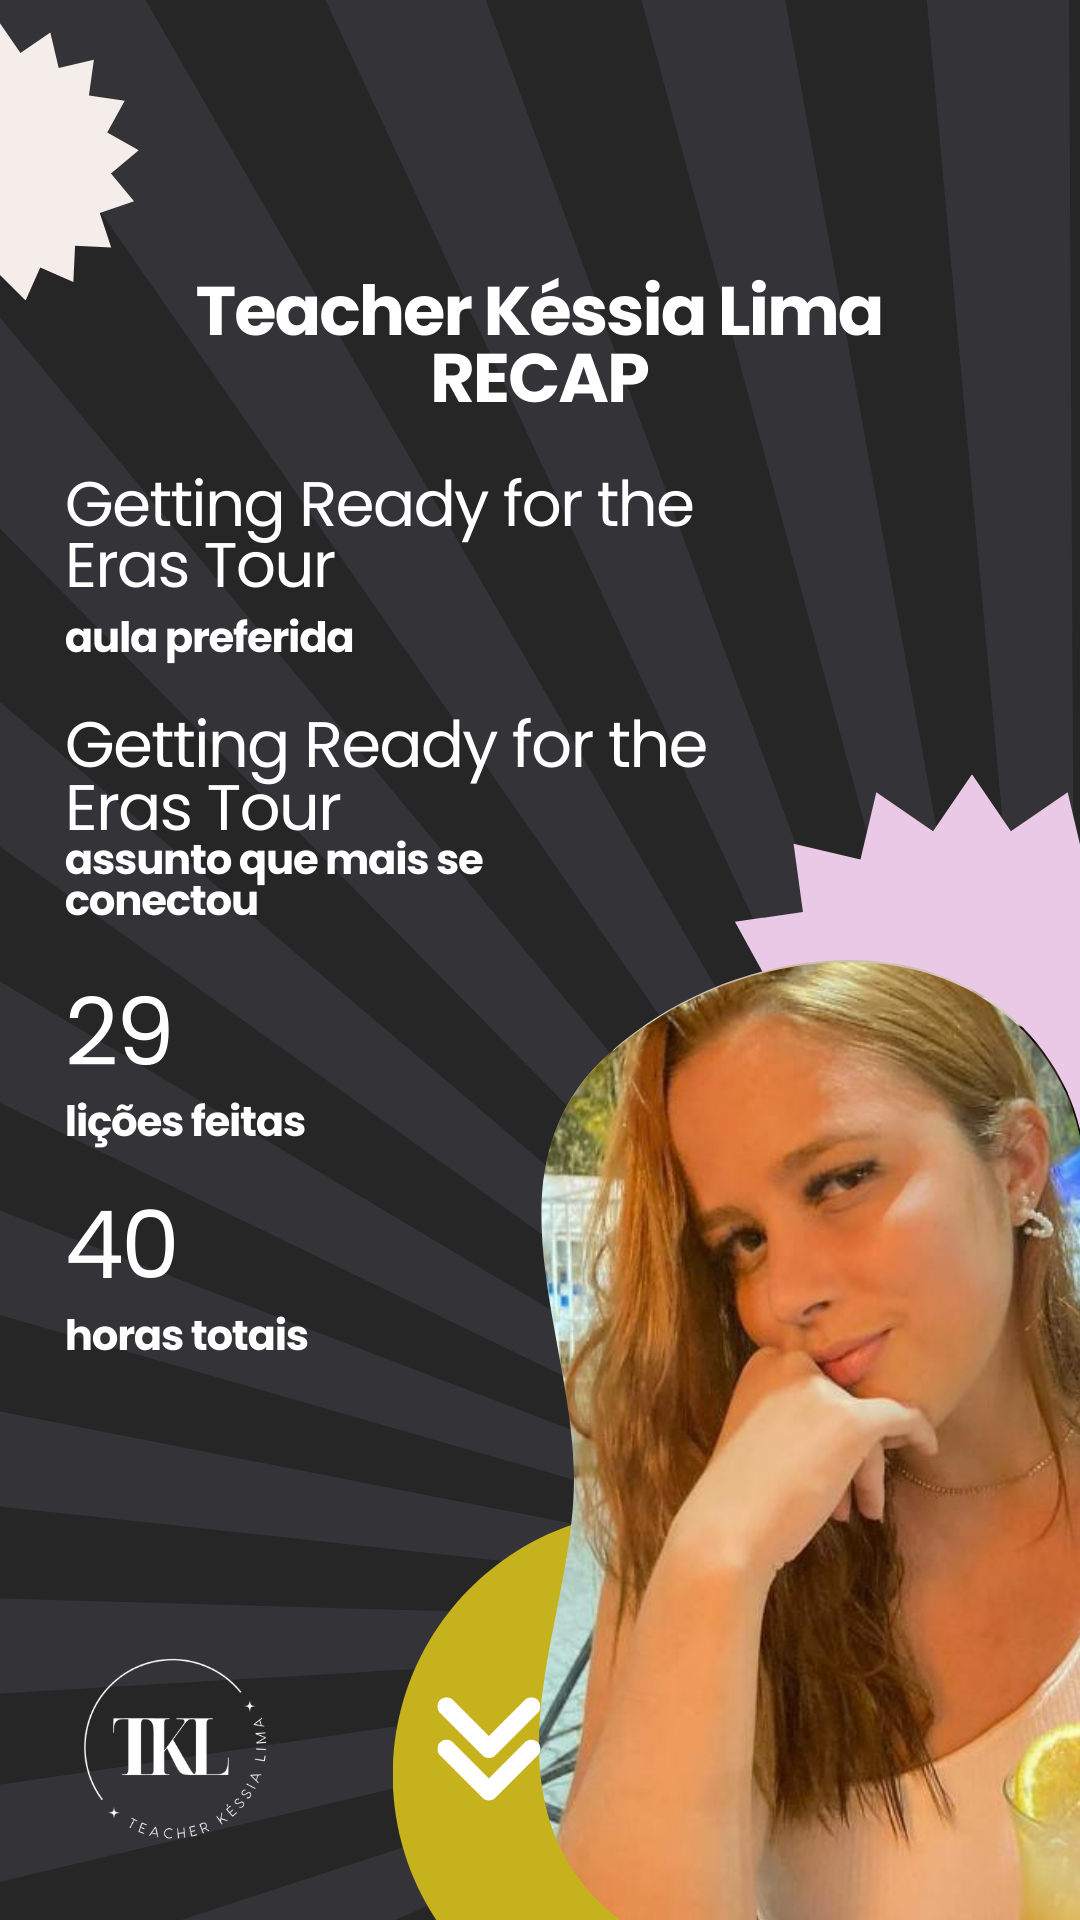 Teacher Késsia Lima
RECAP
Getting Ready for the
Eras Tour
aula preferida
Getting Ready for the
Eras Tour
assunto que mais se
conectou
29
lições feitas
40
horas totais
TKL
TEACHER KÉSSIA LIMA